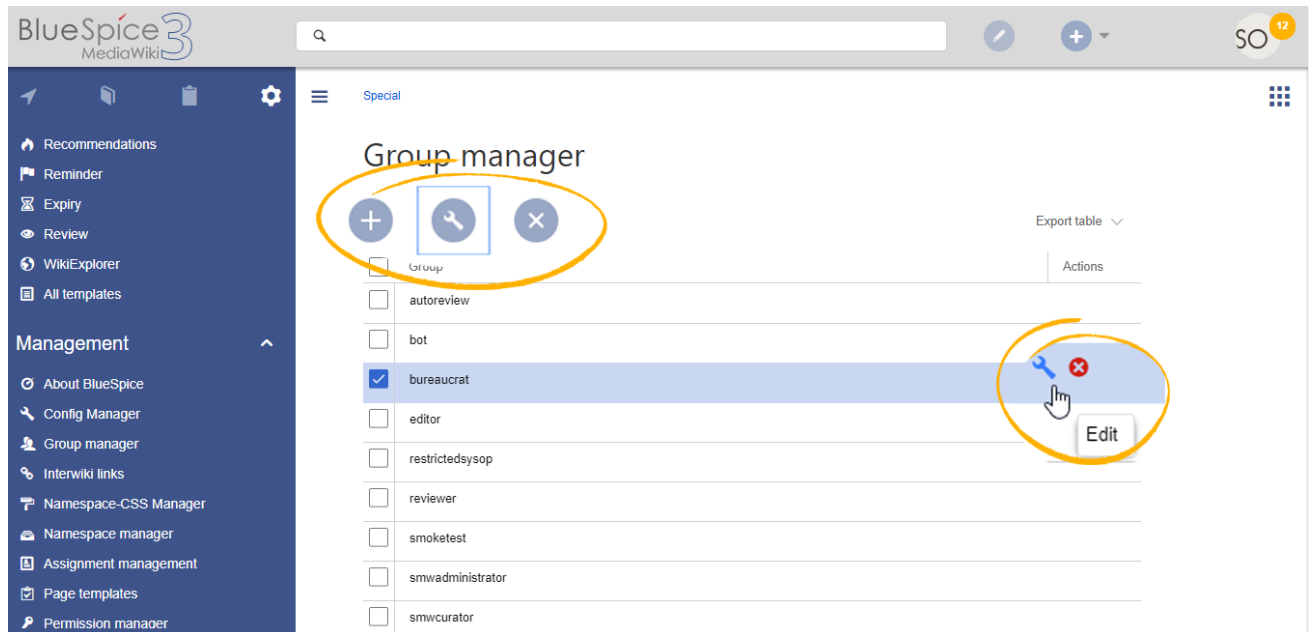 BlueSpice 3
MediaWiki
SO
12
Special
Recommendations
Reminder
Expiry
Review
WikiExplorer
All templates
Management
About BlueSpice
Config Manager
Group manager
Interwiki links
Namespace-CSS Manager
Namespace manager
Assignment management
Page templates
Permission manager
Group manager
Export table
Group
Actions
autoreview
bot
bureaucrat
Edit
editor
restrictedsysop
reviewer
smoketest
smwadministrator
smwcurator